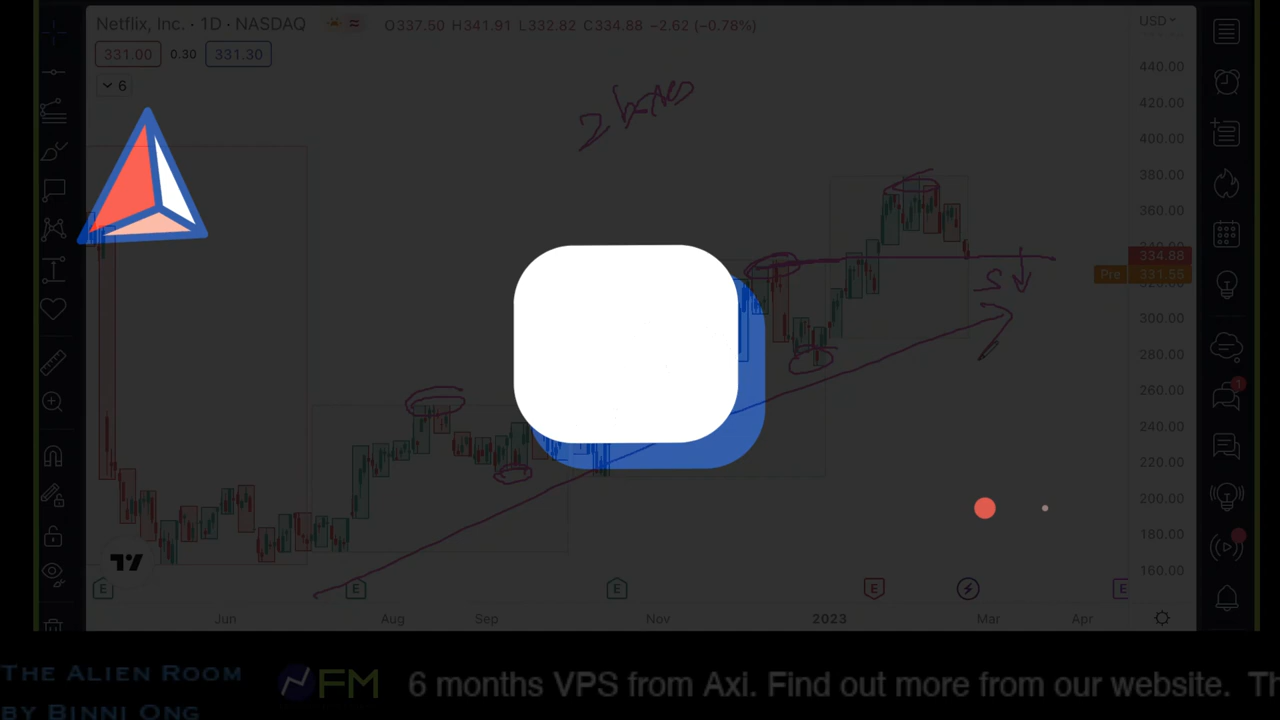 Netflix, Inc. · 1D · NASDAQ
O337.50 H341.91 L332.82 C334.88 −2.62 (−0.78%)
USD
331.00 0.30 331.30
6
2 boxes
440.00
420.00
400.00
380.00
360.00
334.88
Pre 331.55
S
300.00
280.00
260.00
240.00
220.00
200.00
180.00
160.00
1
E E E E E
Jun Aug Sep Nov 2023 Mar Apr
The Alien Room
by Binni Ong
FM
6 months VPS from Axi. Find out more from our website. Th